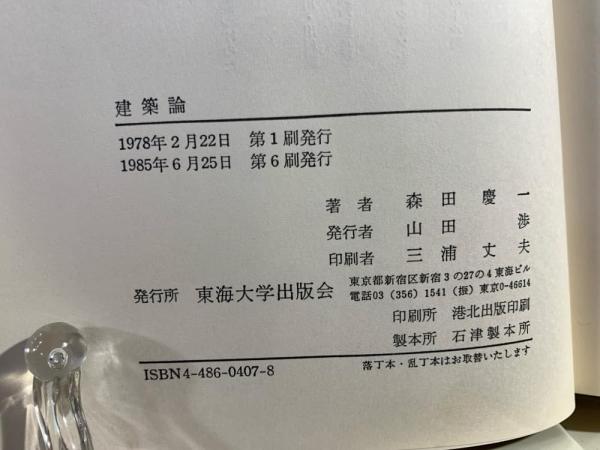 建築論
1978年2月22日 第1刷発行
1985年6月25日 第6刷発行
著者 森田慶一
発行者 山田渉
印刷者 三浦丈夫
発行所 東海大学出版会 東京都新宿区新宿3の27の4東海ビル
電話03(356)1541(振)東京0-46614
印刷所 港北出版印刷
製本所 石津製本所
ISBN4-486-0407-8 落丁本・乱丁本はお取替いたします